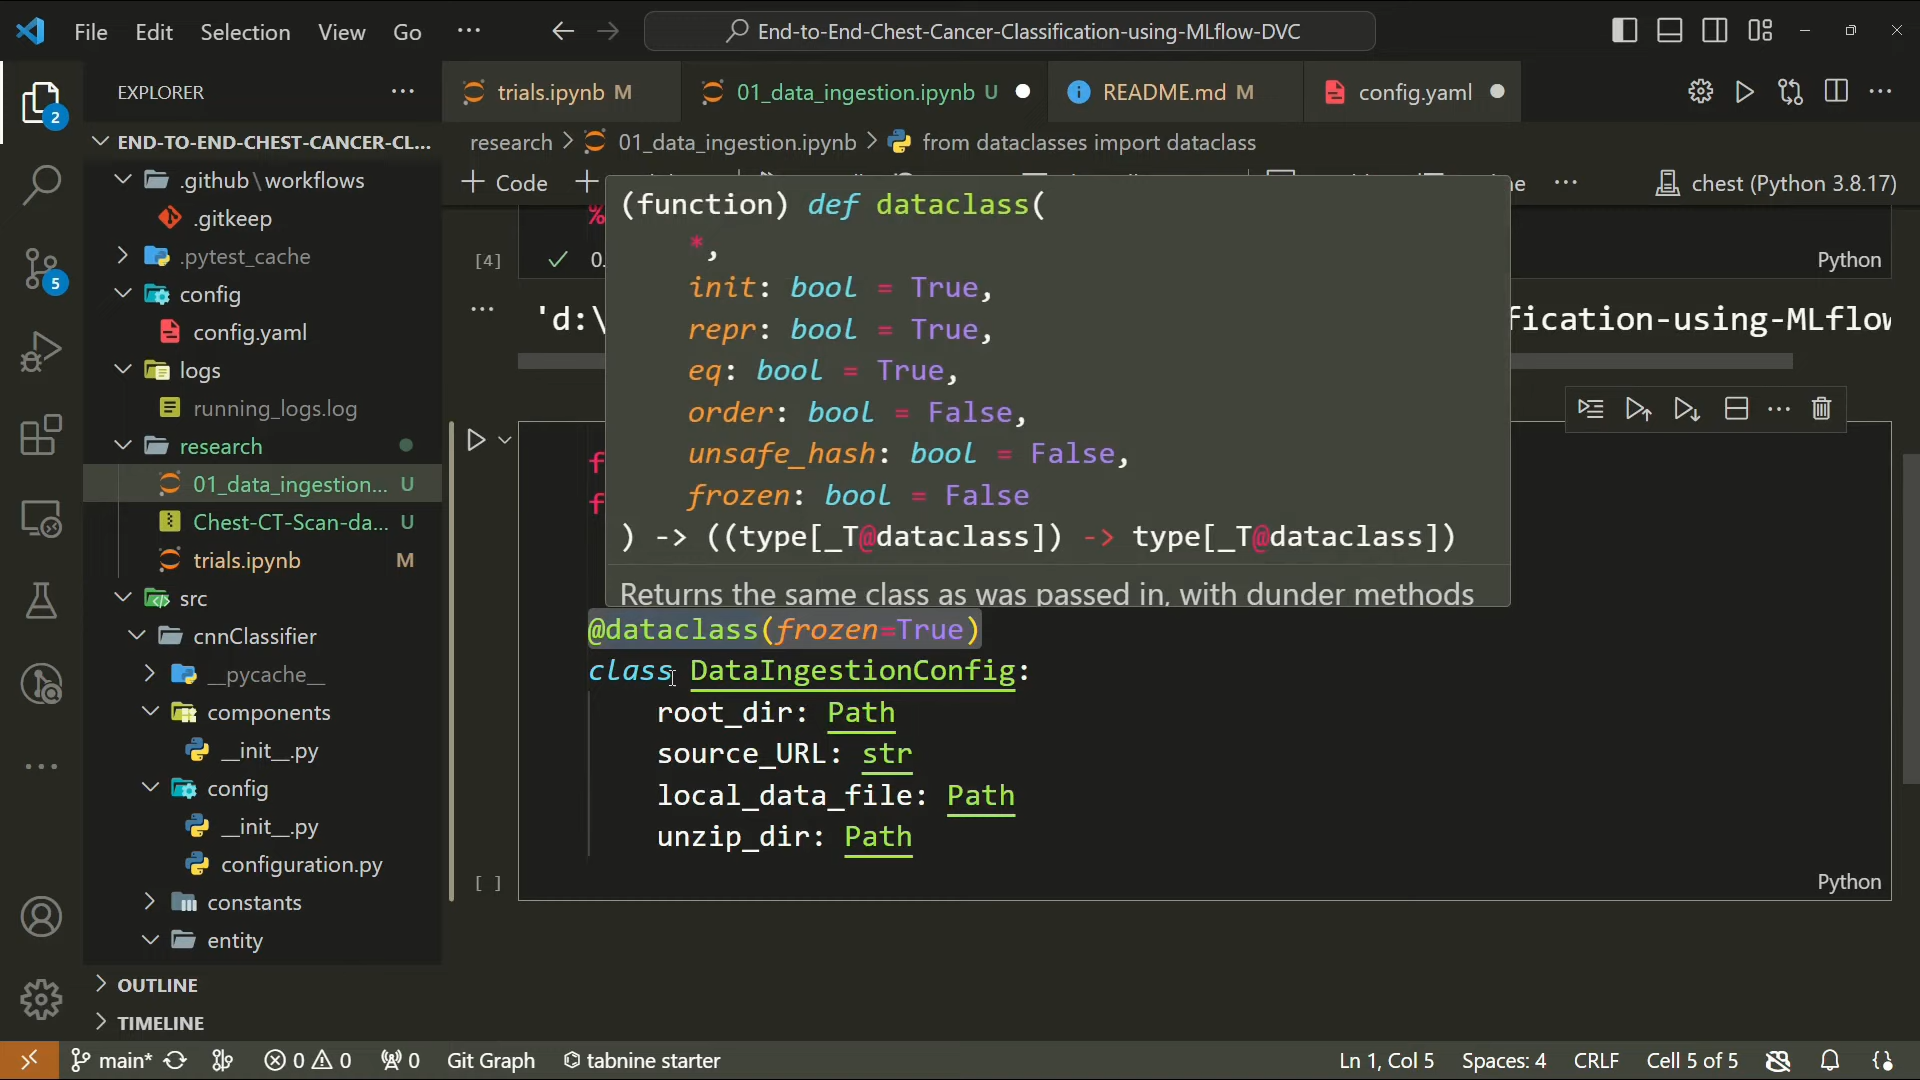 File Edit Selection View Go ···
End-to-End-Chest-Cancer-Classification-using-MLflow-DVC
EXPLORER
trials.ipynb M
01_data_ingestion.ipynb U
README.md M
config.yaml
END-TO-END-CHEST-CANCER-CL...
research > 01_data_ingestion.ipynb > from dataclasses import dataclass
+ Code +
chest (Python 3.8.17)
2
.github\workflows
.gitkeep
.pytest_cache
config
config.yaml
logs
running_logs.log
research
01_data_ingestion... U
Chest-CT-Scan-da... U
trials.ipynb M
src
cnnClassifier
__pycache__
components
__init__.py
config
__init__.py
configuration.py
constants
entity
OUTLINE
TIMELINE
5
%
[4]
0.
Python
'd:\
fication-using-MLflow
(function) def dataclass(
*,
init: bool = True,
repr: bool = True,
eq: bool = True,
order: bool = False,
unsafe_hash: bool = False,
frozen: bool = False
) -> ((type[_T@dataclass]) -> type[_T@dataclass])
Returns the same class as was passed in, with dunder methods
f
f
@dataclass(frozen=True)
class DataIngestionConfig:
root_dir: Path
source_URL: str
local_data_file: Path
unzip_dir: Path
[ ]
Python
main* 0 0 0 Git Graph tabnine starter
Ln 1, Col 5 Spaces: 4 CRLF Cell 5 of 5